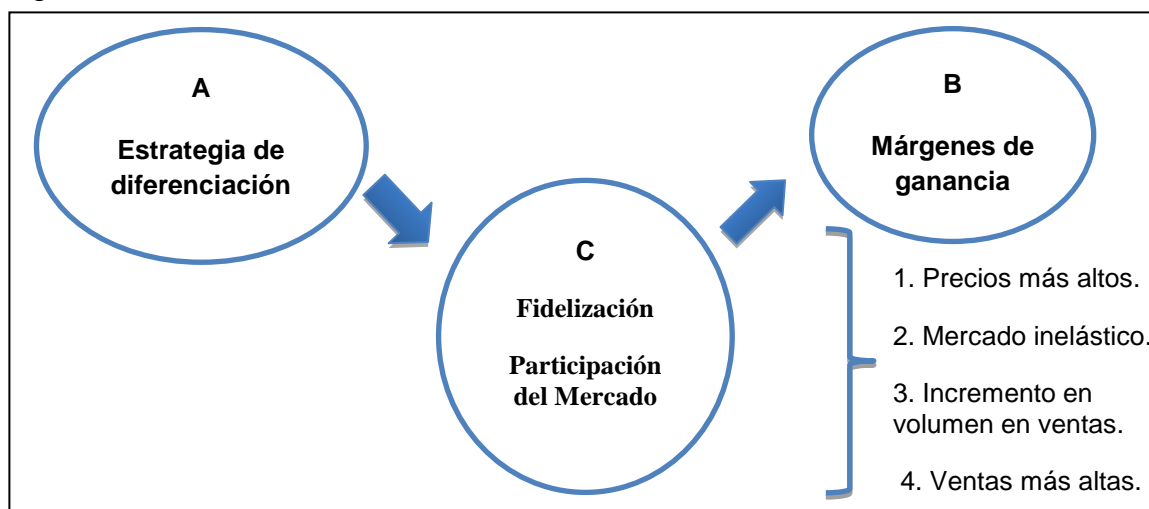 A
Estrategia de
diferenciación
C
Fidelización
Participación
del Mercado
B
Márgenes de
ganancia
1. Precios más altos.
2. Mercado inelástico.
3. Incremento en
volumen en ventas.
4. Ventas más altas.